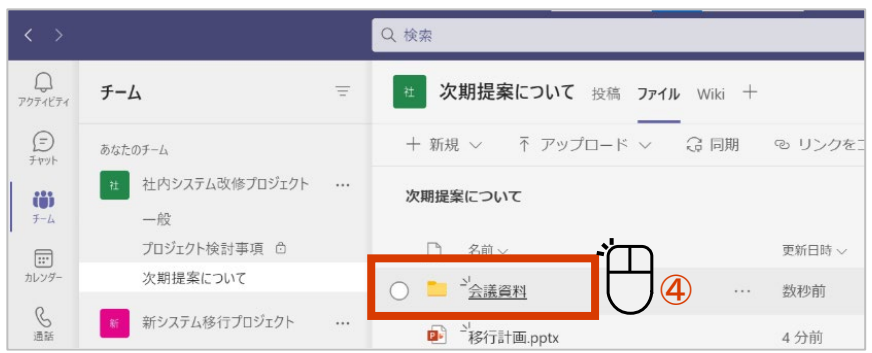 検索
アクティビティ
チャット
チーム
カレンダー
通話
チーム
あなたのチーム
社 社内システム改修プロジェクト ...
一般
プロジェクト検討事項
次期提案について
新 新システム移行プロジェクト ...
社 次期提案について 投稿 ファイル Wiki +
+ 新規 アップロード 同期 リンクを
次期提案について
名前 更新日時
会議資料 ... 数秒前
④
移行計画.pptx 4 分前